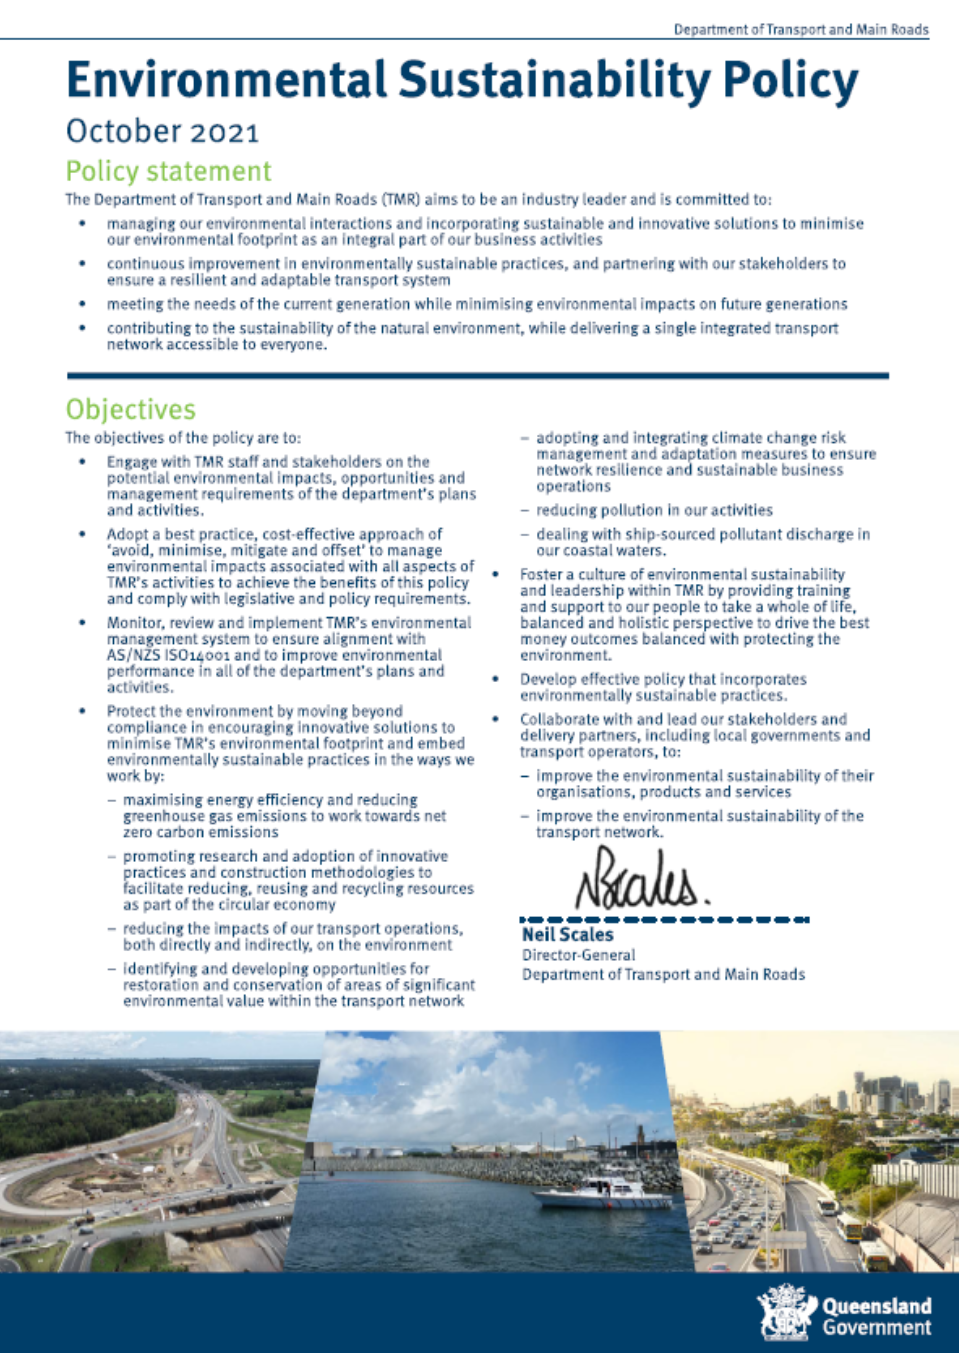 Department of Transport and Main Roads
Environmental Sustainability Policy
October 2021
Policy statement
The Department of Transport and Main Roads (TMR) aims to be an industry leader and is committed to:
• managing our environmental interactions and incorporating sustainable and innovative solutions to minimise
our environmental footprint as an integral part of our business activities
• continuous improvement in environmentally sustainable practices, and partnering with our stakeholders to
ensure a resilient and adaptable transport system
• meeting the needs of the current generation while minimising environmental impacts on future generations
• contributing to the sustainability of the natural environment, while delivering a single integrated transport
network accessible to everyone.
Objectives
The objectives of the policy are to:
• Engage with TMR staff and stakeholders on the
potential environmental impacts, opportunities and
management requirements of the department's plans
and activities.
• Adopt a best practice, cost-effective approach of
'avoid, minimise, mitigate and offset' to manage
environmental impacts associated with all aspects of
TMR's activities to achieve the benefits of this policy
and comply with legislative and policy requirements.
• Monitor, review and implement TMR's environmental
management system to ensure alignment with
AS/NZS ISO14001 and to improve environmental
performance in all of the department's plans and
activities.
• Protect the environment by moving beyond
compliance in encouraging innovative solutions to
minimise TMR's environmental footprint and embed
environmentally sustainable practices in the ways we
work by:
– maximising energy efficiency and reducing
greenhouse gas emissions to work towards net
zero carbon emissions
– promoting research and adoption of innovative
practices and construction methodologies to
facilitate reducing, reusing and recycling resources
as part of the circular economy
– reducing the impacts of our transport operations,
both directly and indirectly, on the environment
– identifying and developing opportunities for
restoration and conservation of areas of significant
environmental value within the transport network
– adopting and integrating climate change risk
management and adaptation measures to ensure
network resilience and sustainable business
operations
– reducing pollution in our activities
– dealing with ship-sourced pollutant discharge in
our coastal waters.
• Foster a culture of environmental sustainability
and leadership within TMR by providing training
and support to our people to take a whole of life,
balanced and holistic perspective to drive the best
money outcomes balanced with protecting the
environment.
• Develop effective policy that incorporates
environmentally sustainable practices.
• Collaborate with and lead our stakeholders and
delivery partners, including local governments and
transport operators, to:
– improve the environmental sustainability of their
organisations, products and services
– improve the environmental sustainability of the
transport network.
NScales.
Neil Scales
Director-General
Department of Transport and Main Roads
Queensland
Government